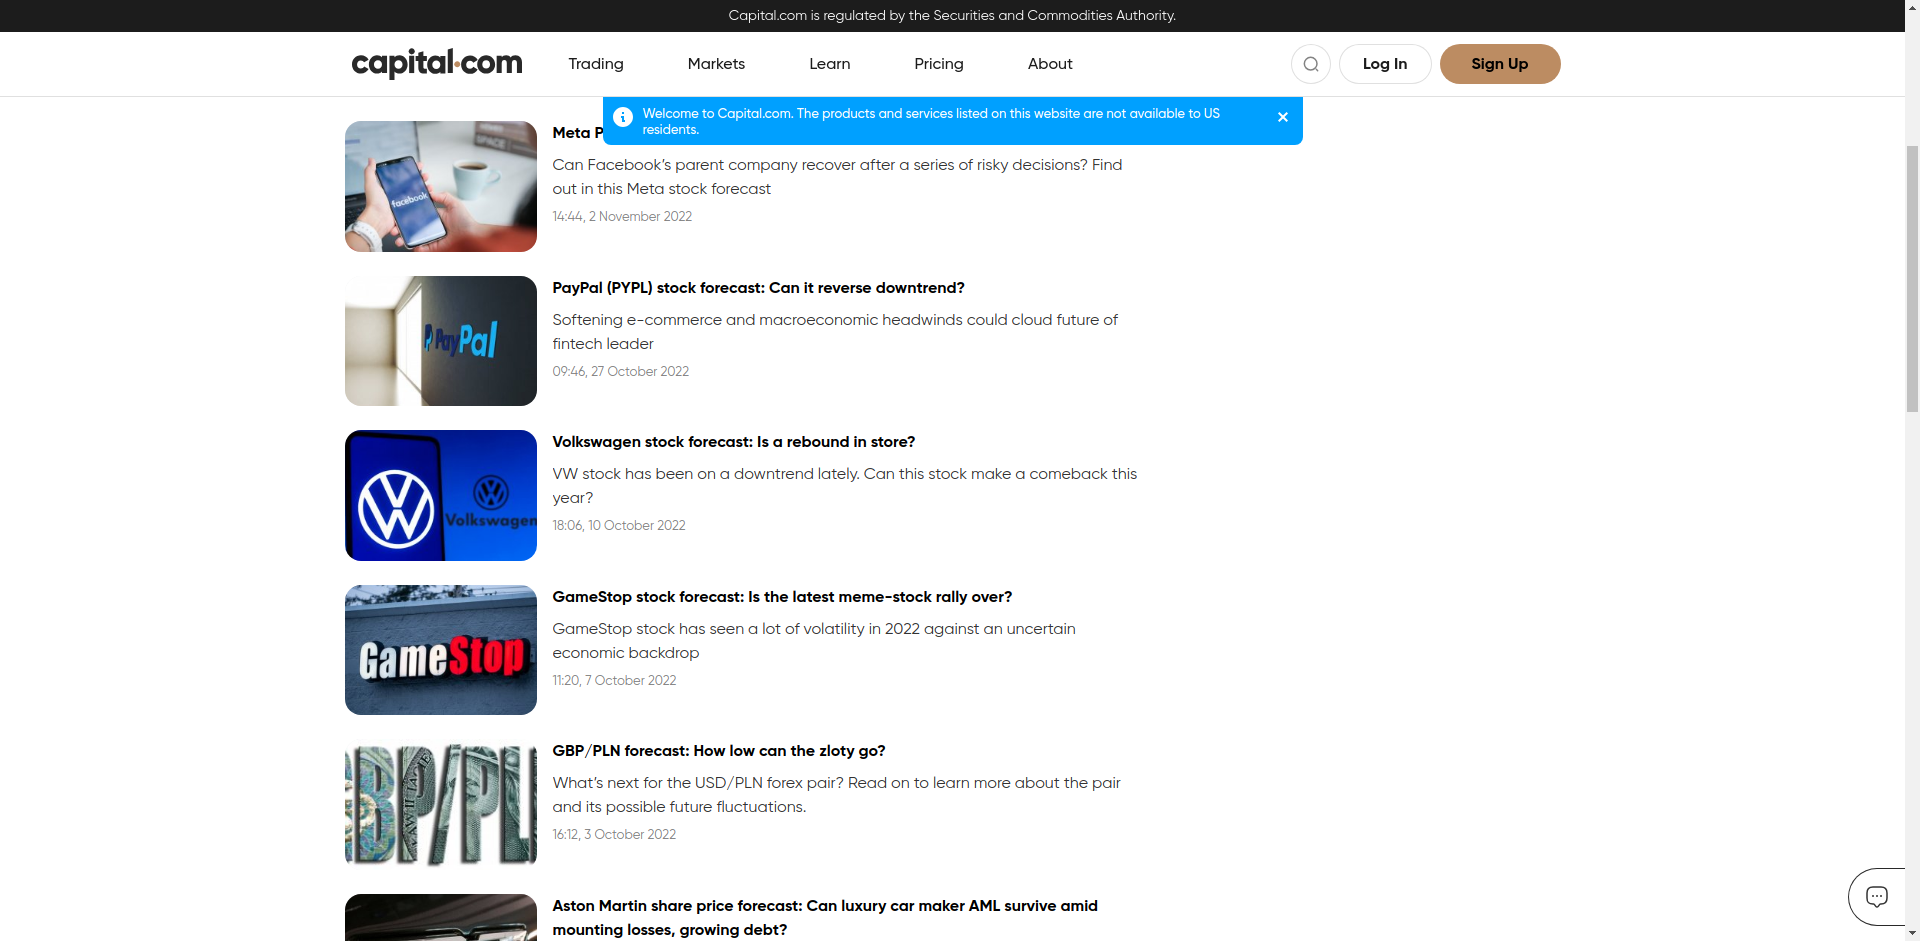 Capital.com is regulated by the Securities and Commodities Authority.
capital.com
Trading
Markets
Learn
Pricing
About
Log In
Sign Up
Welcome to Capital.com. The products and services listed on this website are not available to US
residents.
Meta P
Can Facebook’s parent company recover after a series of risky decisions? Find
out in this Meta stock forecast
14:44, 2 November 2022
facebook
PayPal (PYPL) stock forecast: Can it reverse downtrend?
Softening e-commerce and macroeconomic headwinds could cloud future of
fintech leader
09:46, 27 October 2022
PayPal
Volkswagen stock forecast: Is a rebound in store?
VW stock has been on a downtrend lately. Can this stock make a comeback this
year?
18:06, 10 October 2022
Volkswagen
GameStop stock forecast: Is the latest meme-stock rally over?
GameStop stock has seen a lot of volatility in 2022 against an uncertain
economic backdrop
11:20, 7 October 2022
GameStop
GBP/PLN forecast: How low can the zloty go?
What’s next for the USD/PLN forex pair? Read on to learn more about the pair
and its possible future fluctuations.
16:12, 3 October 2022
BP/PL
Aston Martin share price forecast: Can luxury car maker AML survive amid
mounting losses, growing debt?